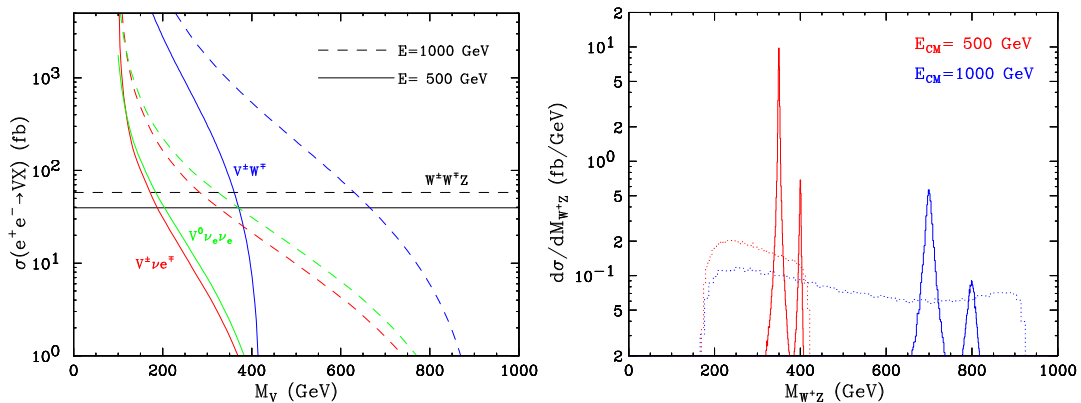 σ(e⁺e⁻→VX) (fb)
10³
10²
10¹
10⁰
E=1000 GeV
E= 500 GeV
V±W∓
W±W∓Z
V⁰νₑνₑ
V±νe∓
0 200 400 600 800 1000
M_V (GeV)
dσ/dM_W⁺Z (fb/GeV)
2
10¹
5
2
10⁰
5
2
10⁻¹
5
2
E_CM= 500 GeV
E_CM=1000 GeV
0 200 400 600 800 1000
M_W⁺Z (GeV)